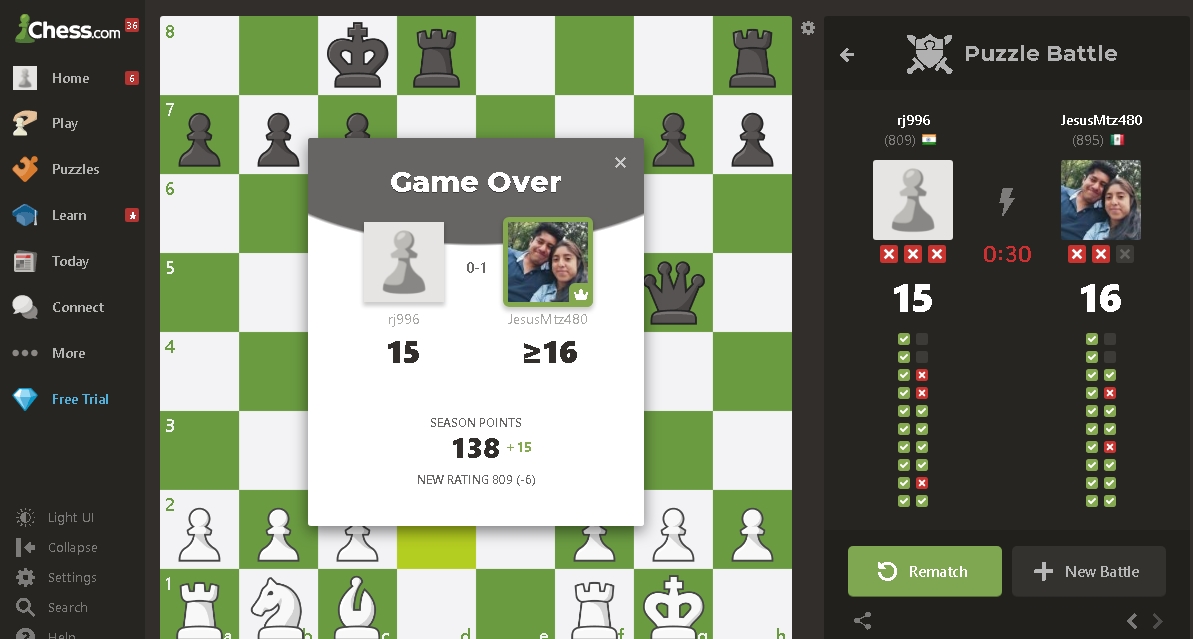 Chess.com 36
Home 6
Play
Puzzles
Learn
Today
Connect
More
Free Trial
Light UI
Collapse
Settings
Search
Help
8
7
6
5
4
3
2
1
a b c d e f g h
Game Over
0-1
rj996 JesusMtz480
15 ≥16
SEASON POINTS
138 +15
NEW RATING 809 (-6)
Puzzle Battle
rj996 JesusMtz480
(809) (895)
0:30
15 16
Rematch New Battle